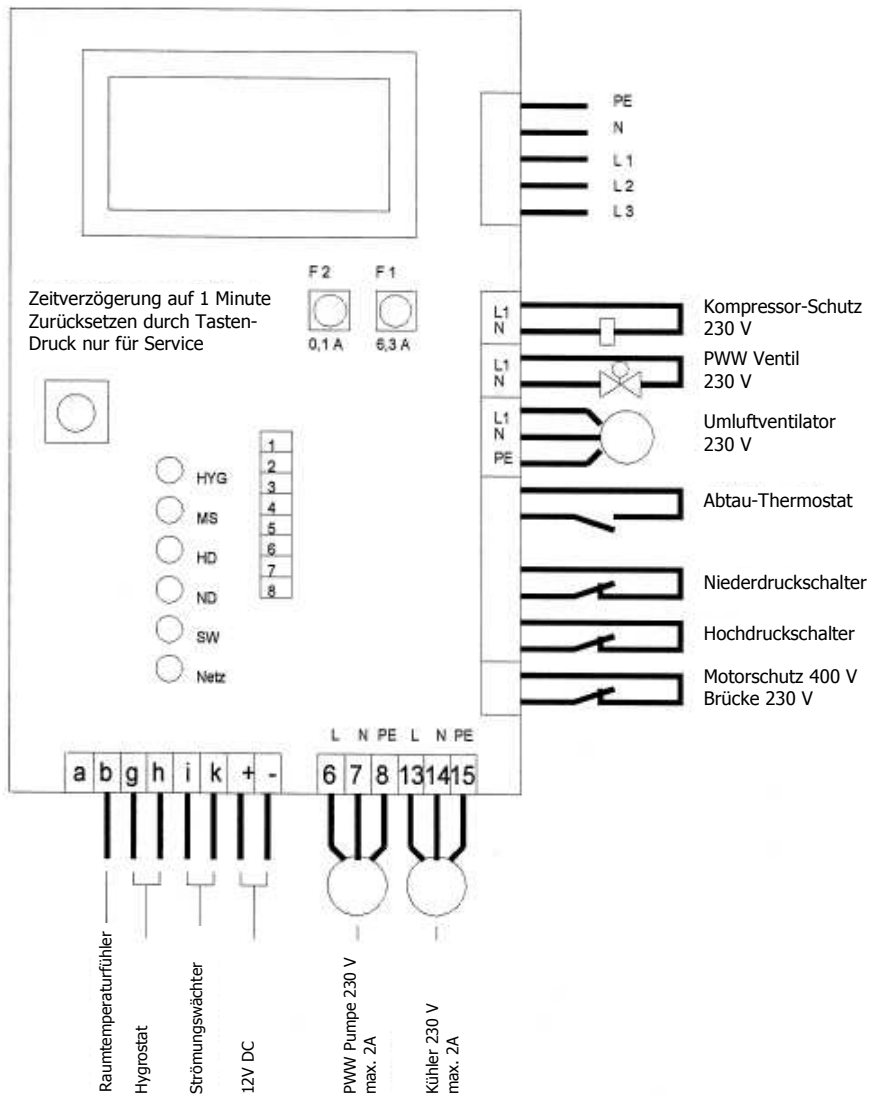 PE
N
L 1
L 2
L 3
F 2 F 1
0,1 A 6,3 A
Zeitverzögerung auf 1 Minute
Zurücksetzen durch Tasten-
Druck nur für Service
L1
N
Kompressor-Schutz
230 V
L1
N
PWW Ventil
230 V
L1
N
PE
Umluftventilator
230 V
Abtau-Thermostat
Niederdruckschalter
Hochdruckschalter
Motorschutz 400 V
Brücke 230 V
1
2
3
4
5
6
7
8
HYG
MS
HD
ND
SW
Netz
L N PE L N PE
a b g h i k + -
6 7 8 13 14 15
Raumtemperaturfühler
Hygrostat
Strömungswächter
12V DC
PWW Pumpe 230 V
max. 2A
Kühler 230 V
max. 2A